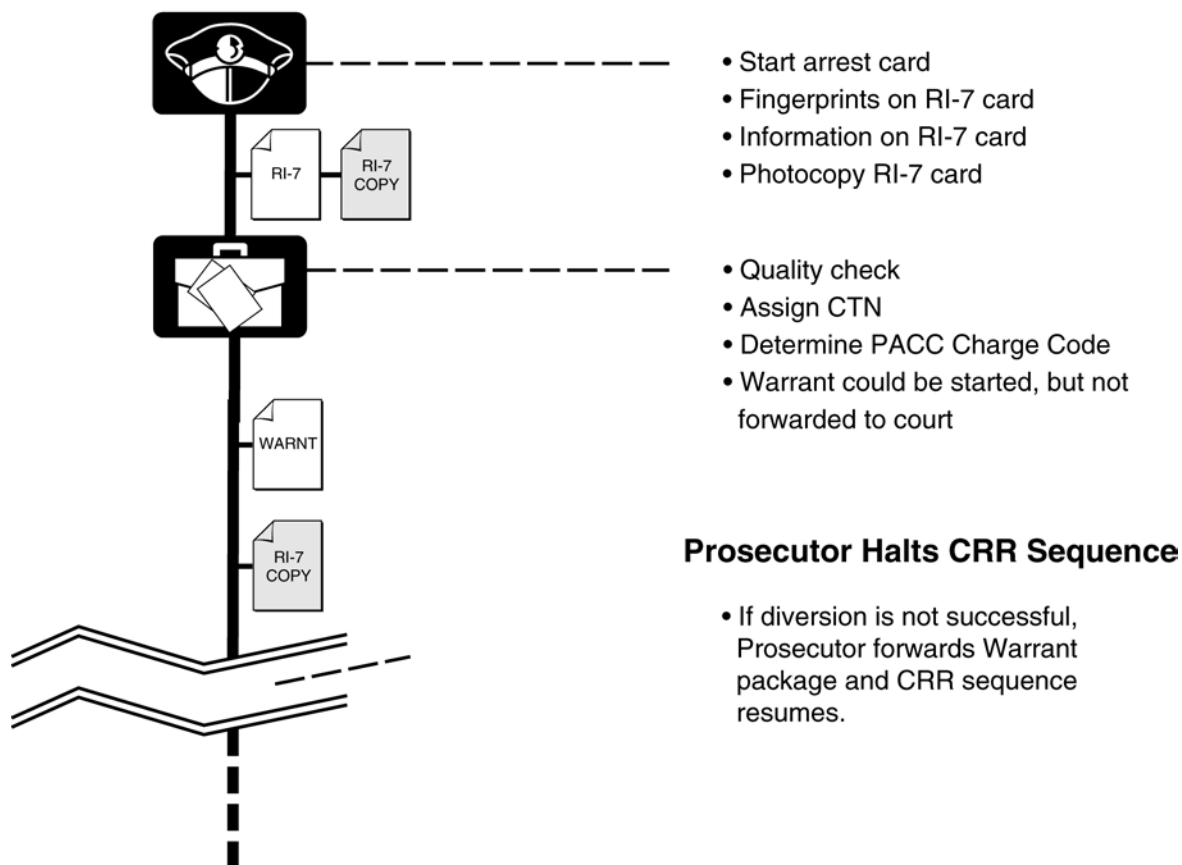 • Start arrest card
• Fingerprints on RI-7 card
• Information on RI-7 card
• Photocopy RI-7 card
RI-7
RI-7
COPY
• Quality check
• Assign CTN
• Determine PACC Charge Code
• Warrant could be started, but not
forwarded to court
WARNT
RI-7
COPY
Prosecutor Halts CRR Sequence
• If diversion is not successful,
Prosecutor forwards Warrant
package and CRR sequence
resumes.